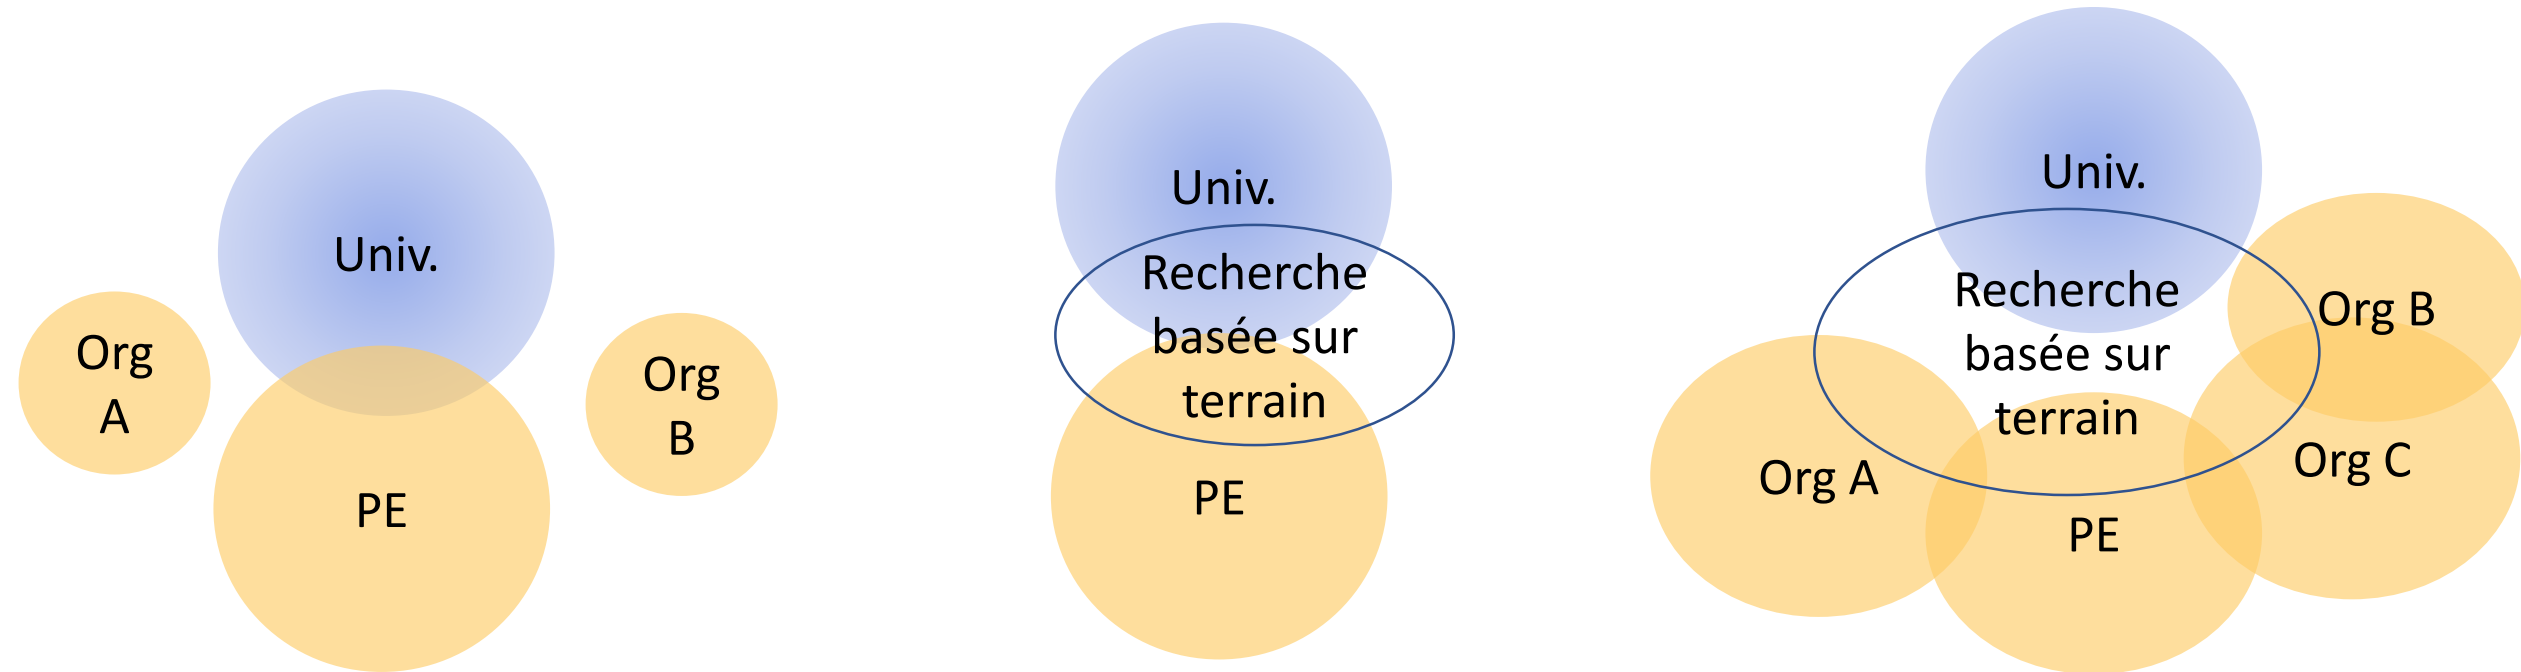 Univ.
Org
A
Org
B
PE
Univ.
Recherche
basée sur
terrain
PE
Univ.
Recherche
basée sur
terrain
Org B
Org C
Org A
PE